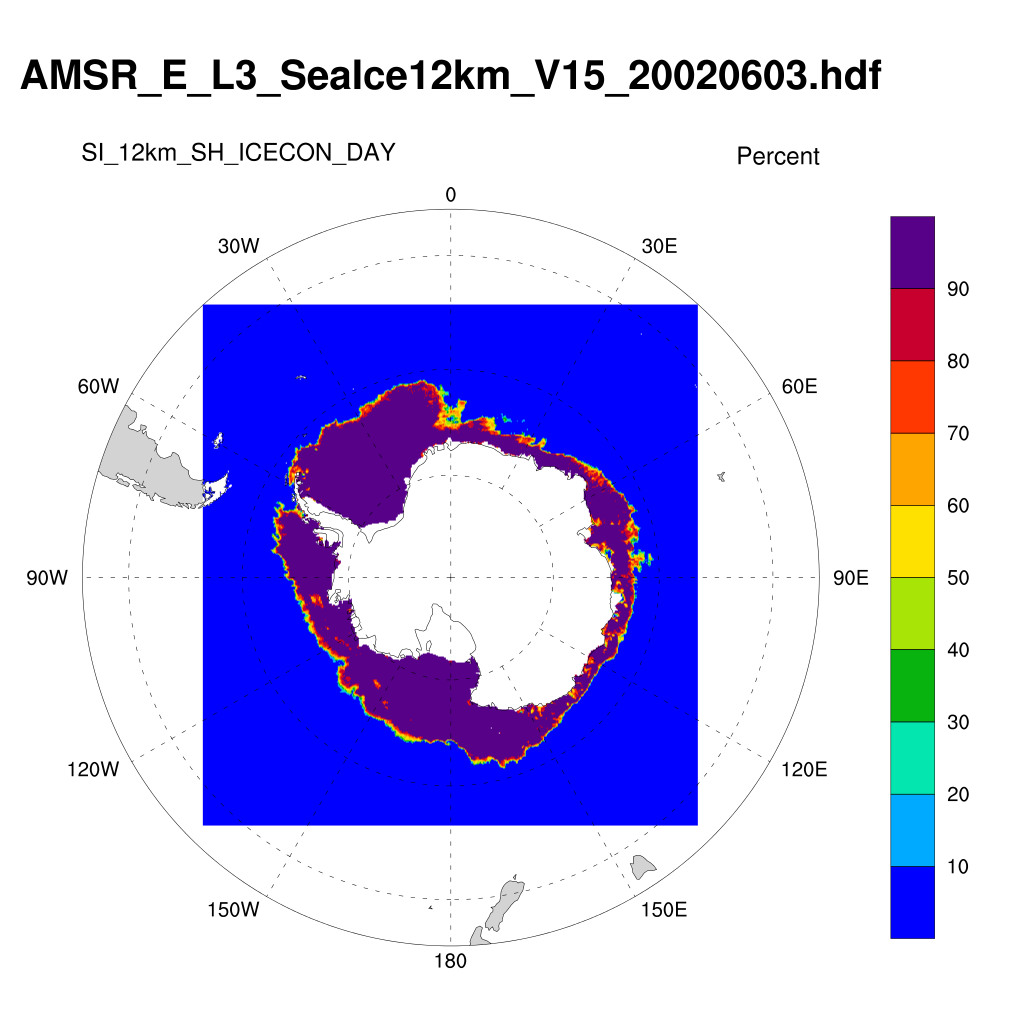 AMSR_E_L3_SeaIce12km_V15_20020603.hdf
SI_12km_SH_ICECON_DAY
Percent
0
30W
30E
60W
60E
90W
90E
120W
120E
150W
150E
180
90
80
70
60
50
40
30
20
10